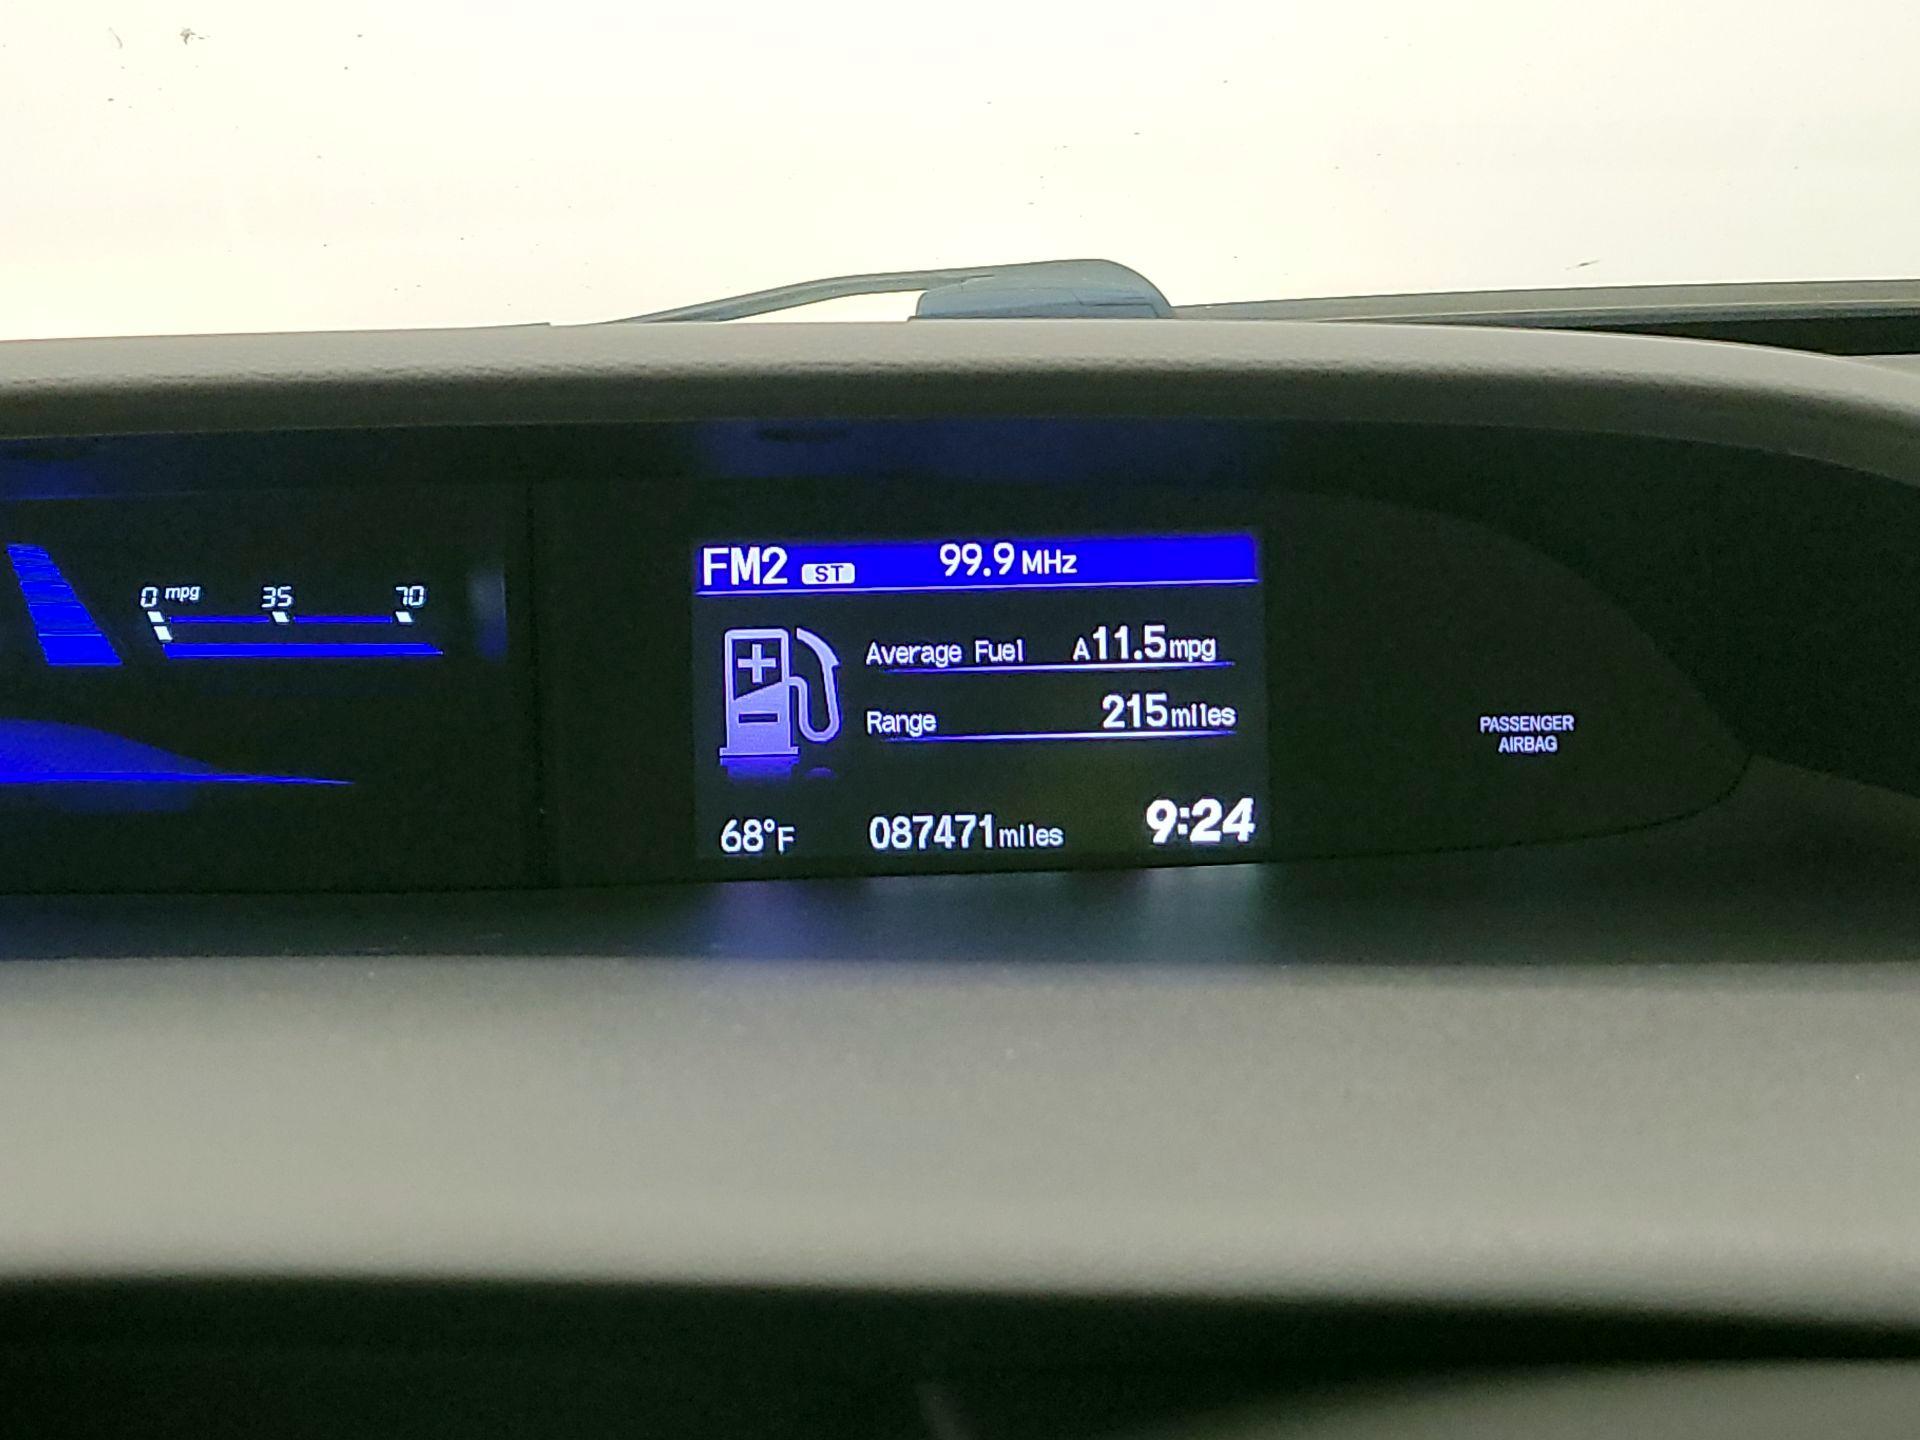 0 mpg 35 70
FM2 ST 99.9 MHz
Average Fuel A11.5mpg
Range 215miles
68°F 087471miles 9:24
PASSENGER
AIRBAG